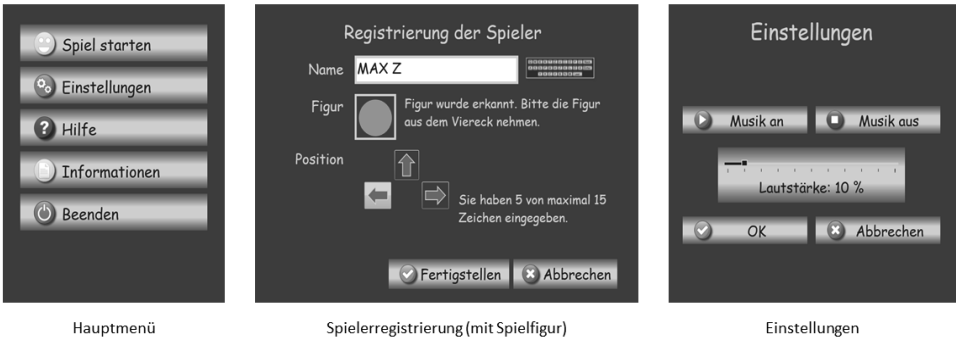 Spiel starten
Einstellungen
Hilfe
Informationen
Beenden
Hauptmenü
Registrierung der Spieler
Name MAX Z
Figur
Figur wurde erkannt. Bitte die Figur
aus dem Viereck nehmen.
Position
Sie haben 5 von maximal 15
Zeichen eingegeben.
Fertigstellen Abbrechen
Spielerregistrierung (mit Spielfigur)
Einstellungen
Musik an Musik aus
Lautstärke: 10 %
OK Abbrechen
Einstellungen